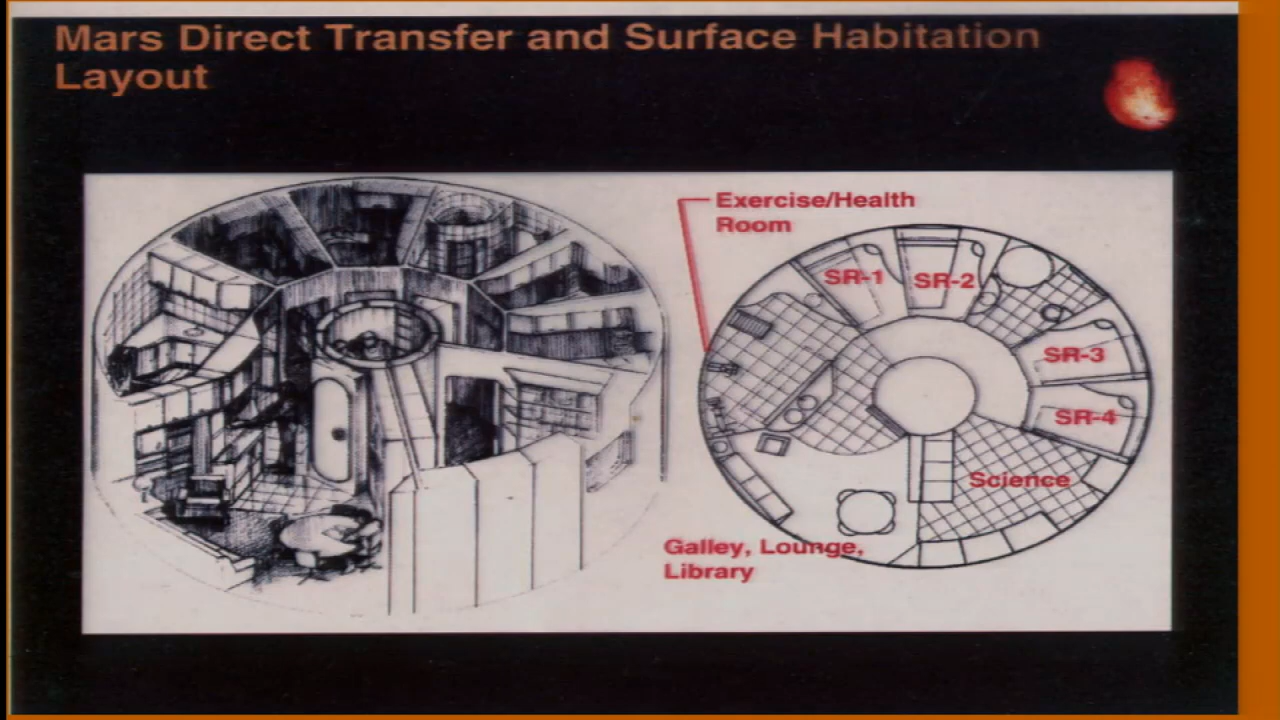 Mars Direct Transfer and Surface Habitation
Layout
Exercise/Health
Room
SR-1
SR-2
SR-3
SR-4
Science
Galley, Lounge,
Library